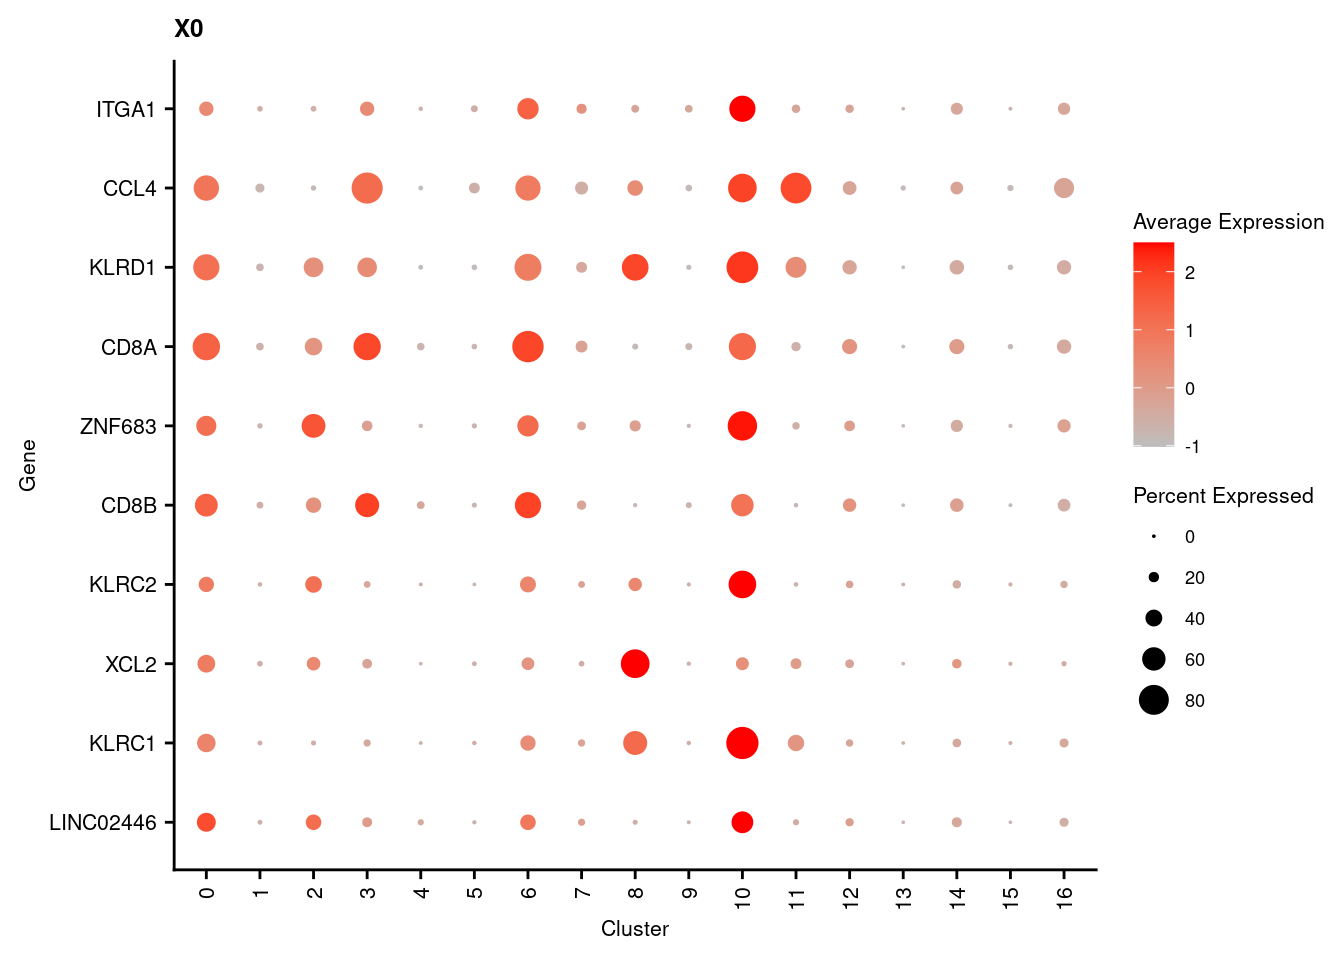 X0
ITGA1
CCL4
KLRD1
CD8A
ZNF683
CD8B
KLRC2
XCL2
KLRC1
LINC02446
Gene
0 1 2 3 4 5 6 7 8 9 10 11 12 13 14 15 16
Cluster
Average Expression
2
1
0
-1
Percent Expressed
0
20
40
60
80